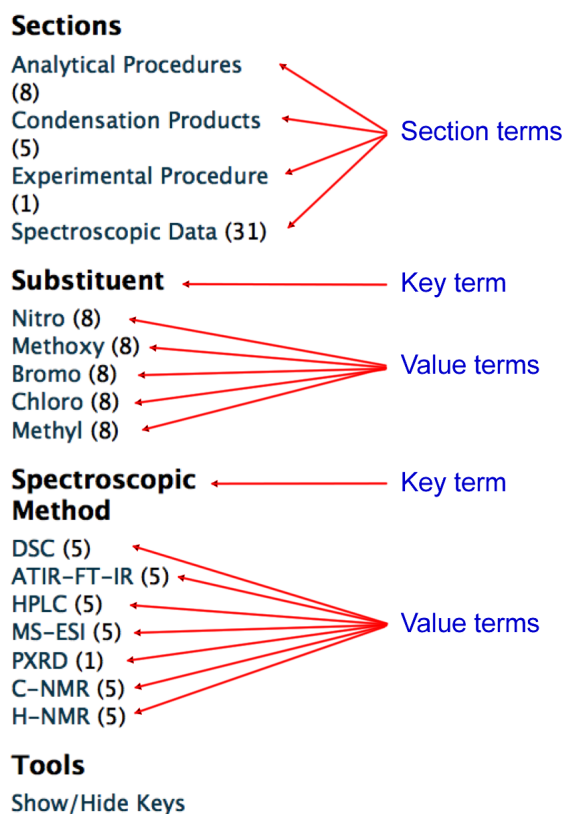 Sections
Analytical Procedures
(8)
Condensation Products
(5)
Section terms
Experimental Procedure
(1)
Spectroscopic Data (31)
Substituent
Key term
Nitro (8)
Methoxy (8)
Bromo (8)
Value terms
Chloro (8)
Methyl (8)
Spectroscopic
Method
Key term
DSC (5)
ATIR-FT-IR (5)
HPLC (5)
MS-ESI (5)
Value terms
PXRD (1)
C-NMR (5)
H-NMR (5)
Tools
Show/Hide Keys